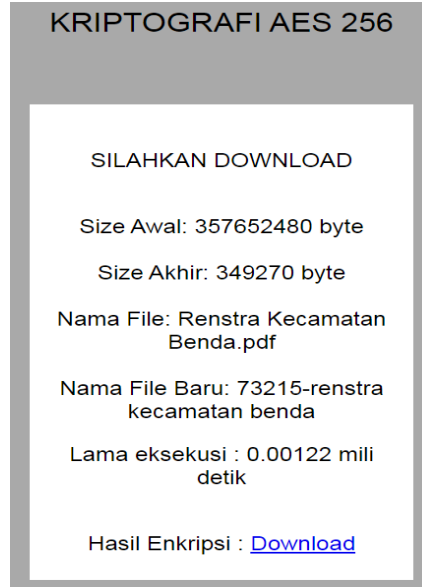 KRIPTOGRAFI AES 256
SILAHKAN DOWNLOAD
Size Awal: 357652480 byte
Size Akhir: 349270 byte
Nama File: Renstra Kecamatan
Benda.pdf
Nama File Baru: 73215-renstra
kecamatan benda
Lama eksekusi : 0.00122 mili
detik
Hasil Enkripsi : Download